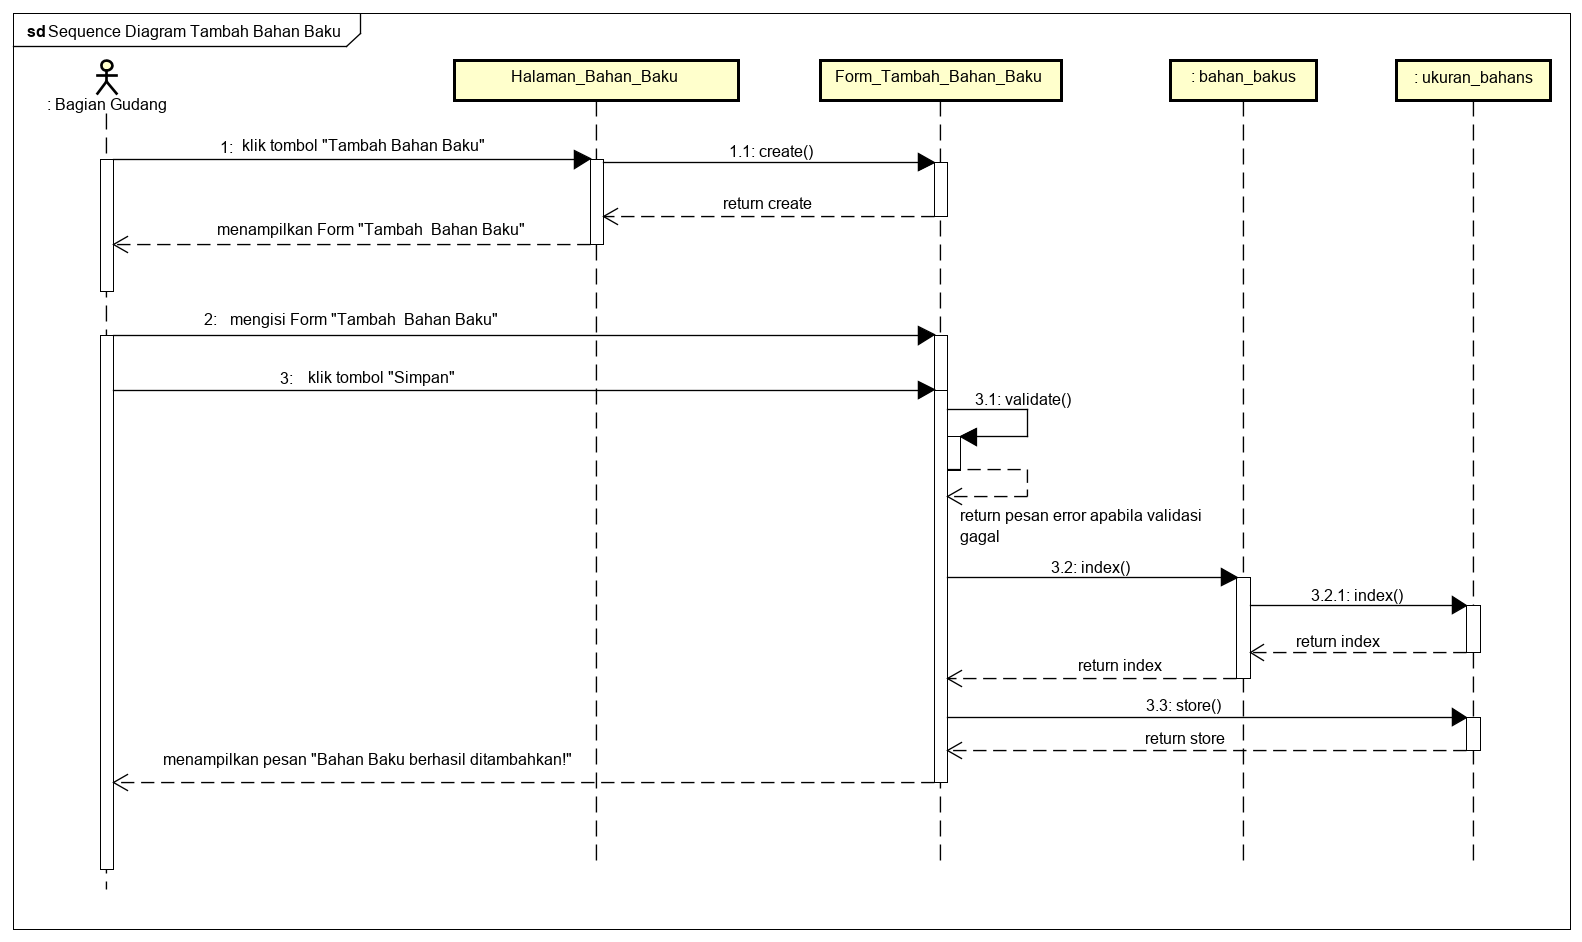 sd Sequence Diagram Tambah Bahan Baku
: Bagian Gudang
Halaman_Bahan_Baku
Form_Tambah_Bahan_Baku
: bahan_bakus
: ukuran_bahans
1: klik tombol "Tambah Bahan Baku"
1.1: create()
return create
menampilkan Form "Tambah  Bahan Baku"
2: mengisi Form "Tambah  Bahan Baku"
3: klik tombol "Simpan"
3.1: validate()
return pesan error apabila validasi
gagal
3.2: index()
3.2.1: index()
return index
return index
3.3: store()
return store
menampilkan pesan "Bahan Baku berhasil ditambahkan!"